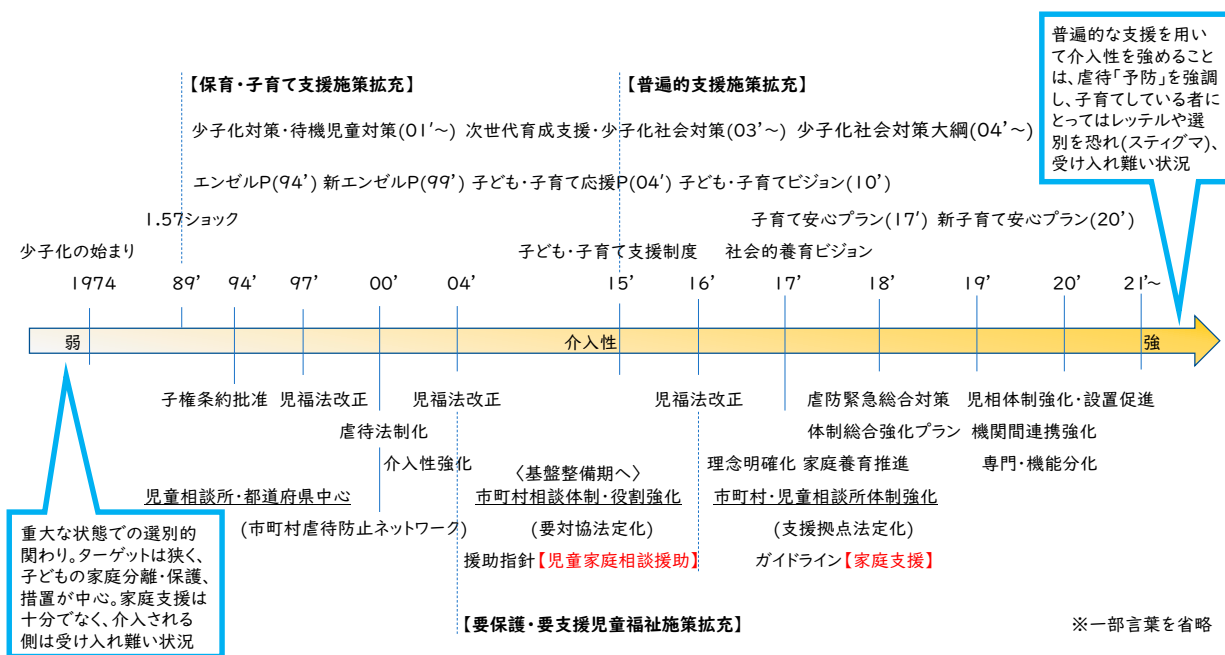 普遍的な支援を用い
て介入性を強めること
は、虐待「予防」を強調
し、子育てしている者に
とってはレッテルや選
別を恐れ(スティグマ)、
受け入れ難い状況
【保育・子育て支援施策拡充】
【普遍的支援施策拡充】
少子化対策・待機児童対策(01'~) 次世代育成支援・少子化社会対策(03'~) 少子化社会対策大綱(04'~)
エンゼルP(94') 新エンゼルP(99') 子ども・子育て応援P(04') 子ども・子育てビジョン(10')
1.57ショック
子育て安心プラン(17') 新子育て安心プラン(20')
少子化の始まり
子ども・子育て支援制度
社会的養育ビジョン
1974 89' 94' 97' 00' 04' 15' 16' 17' 18' 19' 20' 21'~
弱 介入性 強
子権条約批准 児福法改正 児福法改正 児福法改正 虐防緊急総合対策 児相体制強化・設置促進
虐待法制化 体制総合強化プラン 機関間連携強化
介入性強化 〈基盤整備期へ〉 理念明確化 家庭養育推進 専門・機能分化
児童相談所・都道府県中心 市町村相談体制・役割強化 市町村・児童相談所体制強化
(市町村虐待防止ネットワーク) (要対協法定化) (支援拠点法定化)
援助指針【児童家庭相談援助】 ガイドライン【家庭支援】
重大な状態での選別的
関わり。ターゲットは狭く、
子どもの家庭分離・保護、
措置が中心。家庭支援は
十分でなく、介入される
側は受け入れ難い状況
【要保護・要支援児童福祉施策拡充】
※一部言葉を省略